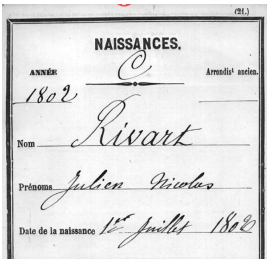 (21.)
NAISSANCES.
C
ANNÉE Arrondis^t ancien.
1802
Nom Rivart
Prénoms Julien Nicolas
Date de la naissance 1er Juillet 1802